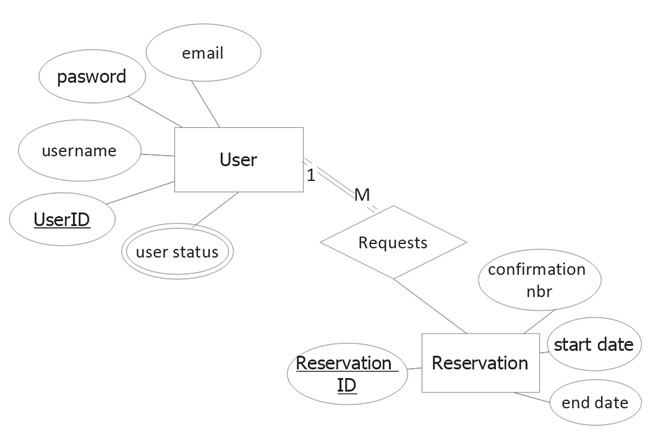 email
pasword
username
User
1
UserID
M
user status
Requests
confirmation
nbr
start date
Reservation
ID
Reservation
end date